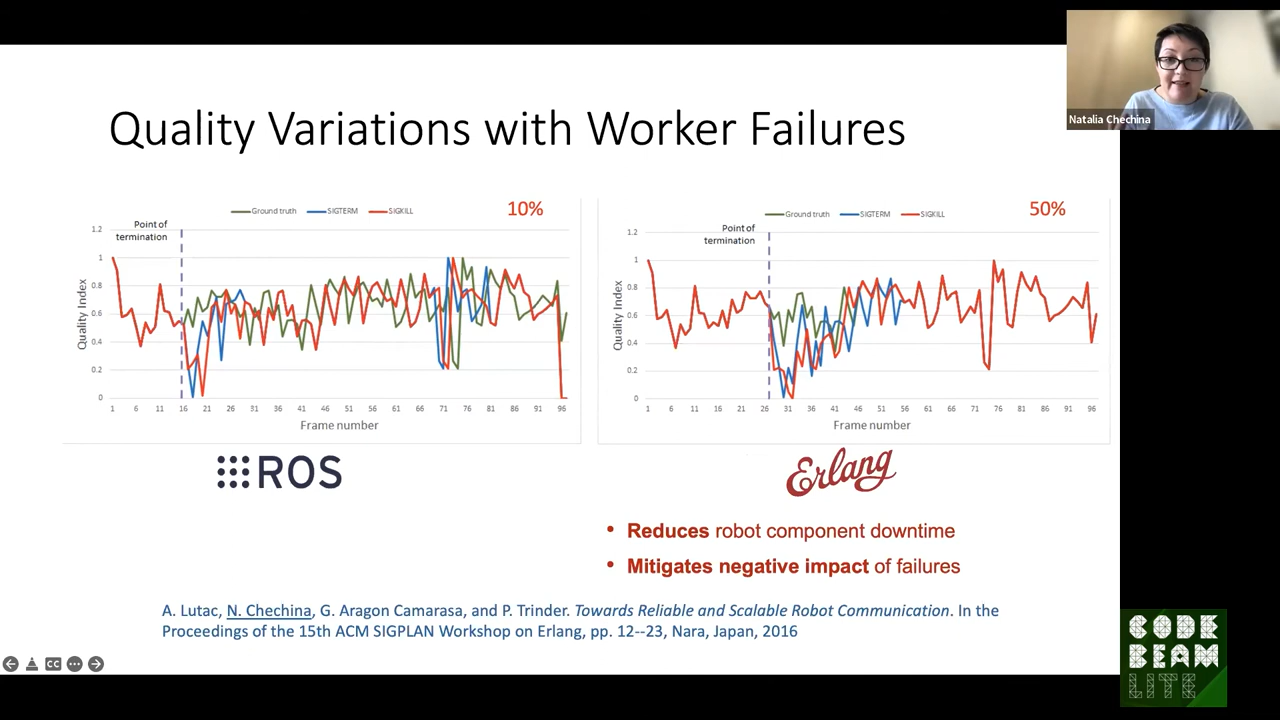 Natalia Chechina
Quality Variations with Worker Failures
Ground truth SIGTERM SIGKILL
10%
Point of
termination
1.2
1
0.8
0.6
0.4
0.2
0
Quality Index
1 6 11 16 21 26 31 36 41 46 51 56 61 66 71 76 81 86 91 96
Frame number
Ground truth SIGTERM SIGKILL
50%
Point of
termination
1.2
1
0.8
0.6
0.4
0.2
0
Quality Index
1 6 11 16 21 26 31 36 41 46 51 56 61 66 71 76 81 86 91 96
Frame number
ROS
Erlang
• Reduces robot component downtime
• Mitigates negative impact of failures
A. Lutac, N. Chechina, G. Aragon Camarasa, and P. Trinder. Towards Reliable and Scalable Robot Communication. In the
Proceedings of the 15th ACM SIGPLAN Workshop on Erlang, pp. 12--23, Nara, Japan, 2016
CC
CODE
BEAM
LITE